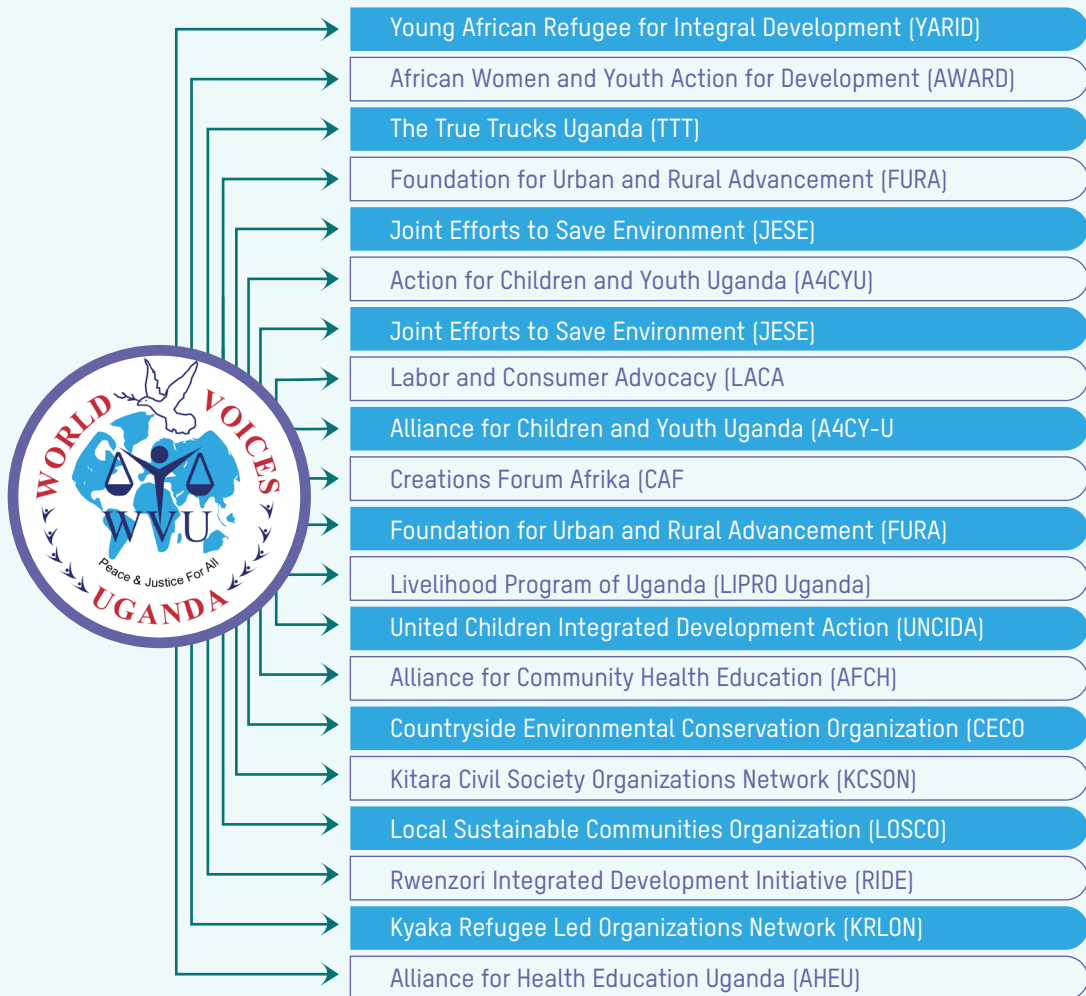 Young African Refugee for Integral Development (YARID)
African Women and Youth Action for Development (AWARD)
The True Trucks Uganda (TTT)
Foundation for Urban and Rural Advancement (FURA)
Joint Efforts to Save Environment (JESE)
Action for Children and Youth Uganda (A4CYU)
Joint Efforts to Save Environment (JESE)
Labor and Consumer Advocacy (LACA
Alliance for Children and Youth Uganda (A4CY-U
Creations Forum Afrika (CAF
Foundation for Urban and Rural Advancement (FURA)
Livelihood Program of Uganda (LIPRO Uganda)
United Children Integrated Development Action (UNCIDA)
Alliance for Community Health Education (AFCH)
Countryside Environmental Conservation Organization (CECO
Kitara Civil Society Organizations Network (KCSON)
Local Sustainable Communities Organization (LOSCO)
Rwenzori Integrated Development Initiative (RIDE)
Kyaka Refugee Led Organizations Network (KRLON)
Alliance for Health Education Uganda (AHEU)
WORLD VOICES
WVU
Peace & Justice For All
UGANDA